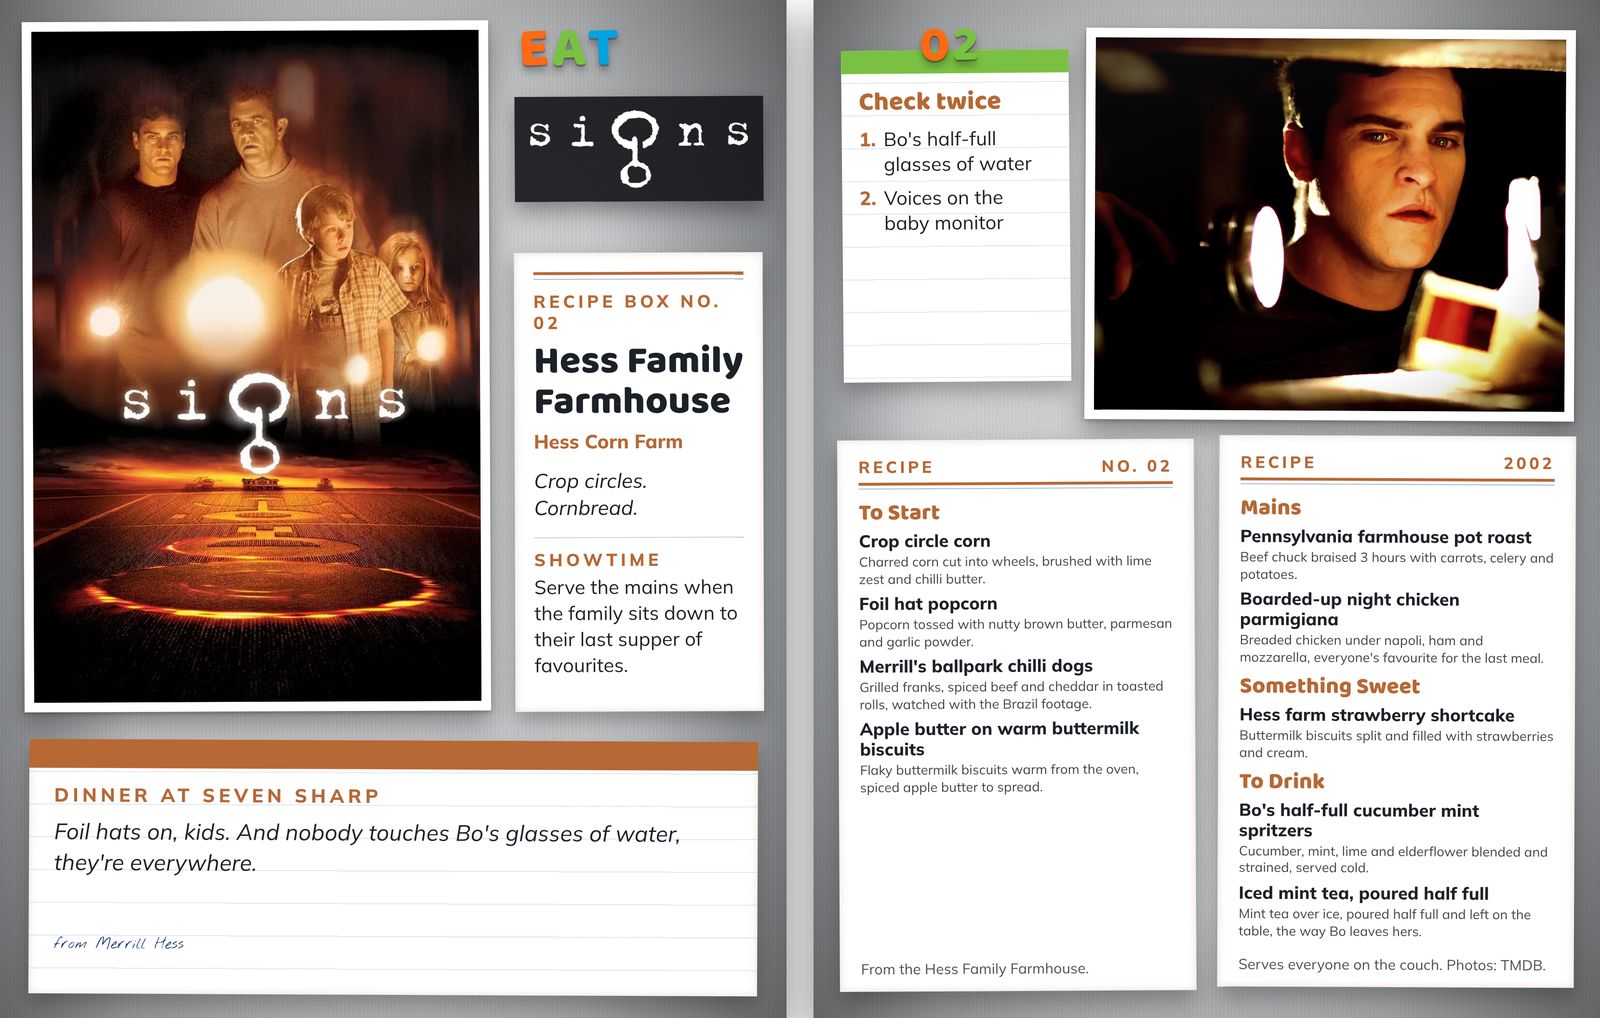 EAT
signs
signs
RECIPE BOX NO.
02
Hess Family
Farmhouse
Hess Corn Farm
Crop circles.
Cornbread.
SHOWTIME
Serve the mains when
the family sits down to
their last supper of
favourites.
DINNER AT SEVEN SHARP
Foil hats on, kids. And nobody touches Bo's glasses of water,
they're everywhere.
from Merrill Hess
02
Check twice
1. Bo's half-full
glasses of water
2. Voices on the
baby monitor
RECIPE NO. 02
To Start
Crop circle corn
Charred corn cut into wheels, brushed with lime
zest and chilli butter.
Foil hat popcorn
Popcorn tossed with nutty brown butter, parmesan
and garlic powder.
Merrill's ballpark chilli dogs
Grilled franks, spiced beef and cheddar in toasted
rolls, watched with the Brazil footage.
Apple butter on warm buttermilk
biscuits
Flaky buttermilk biscuits warm from the oven,
spiced apple butter to spread.
From the Hess Family Farmhouse.
RECIPE 2002
Mains
Pennsylvania farmhouse pot roast
Beef chuck braised 3 hours with carrots, celery and
potatoes.
Boarded-up night chicken
parmigiana
Breaded chicken under napoli, ham and
mozzarella, everyone's favourite for the last meal.
Something Sweet
Hess farm strawberry shortcake
Buttermilk biscuits split and filled with strawberries
and cream.
To Drink
Bo's half-full cucumber mint
spritzers
Cucumber, mint, lime and elderflower blended and
strained, served cold.
Iced mint tea, poured half full
Mint tea over ice, poured half full and left on the
table, the way Bo leaves hers.
Serves everyone on the couch. Photos: TMDB.